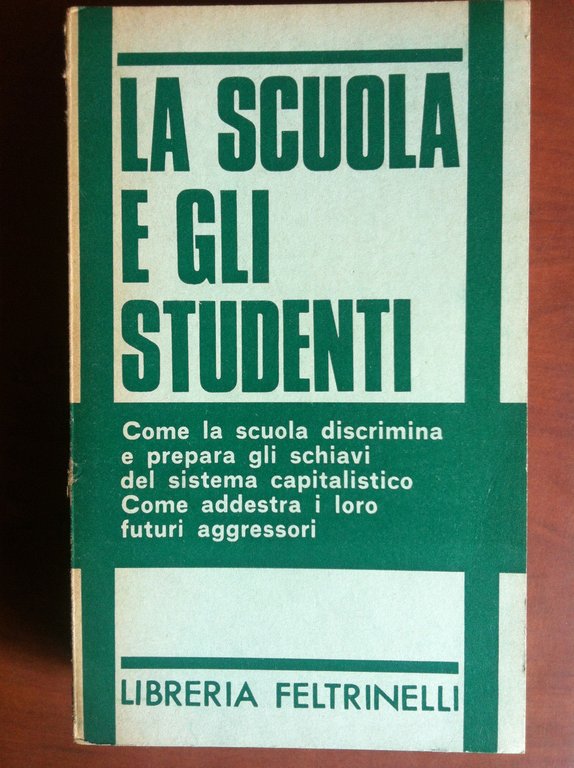 LA SCUOLA
E GLI
STUDENTI
Come la scuola discrimina
e prepara gli schiavi
del sistema capitalistico
Come addestra i loro
futuri aggressori
LIBRERIA FELTRINELLI